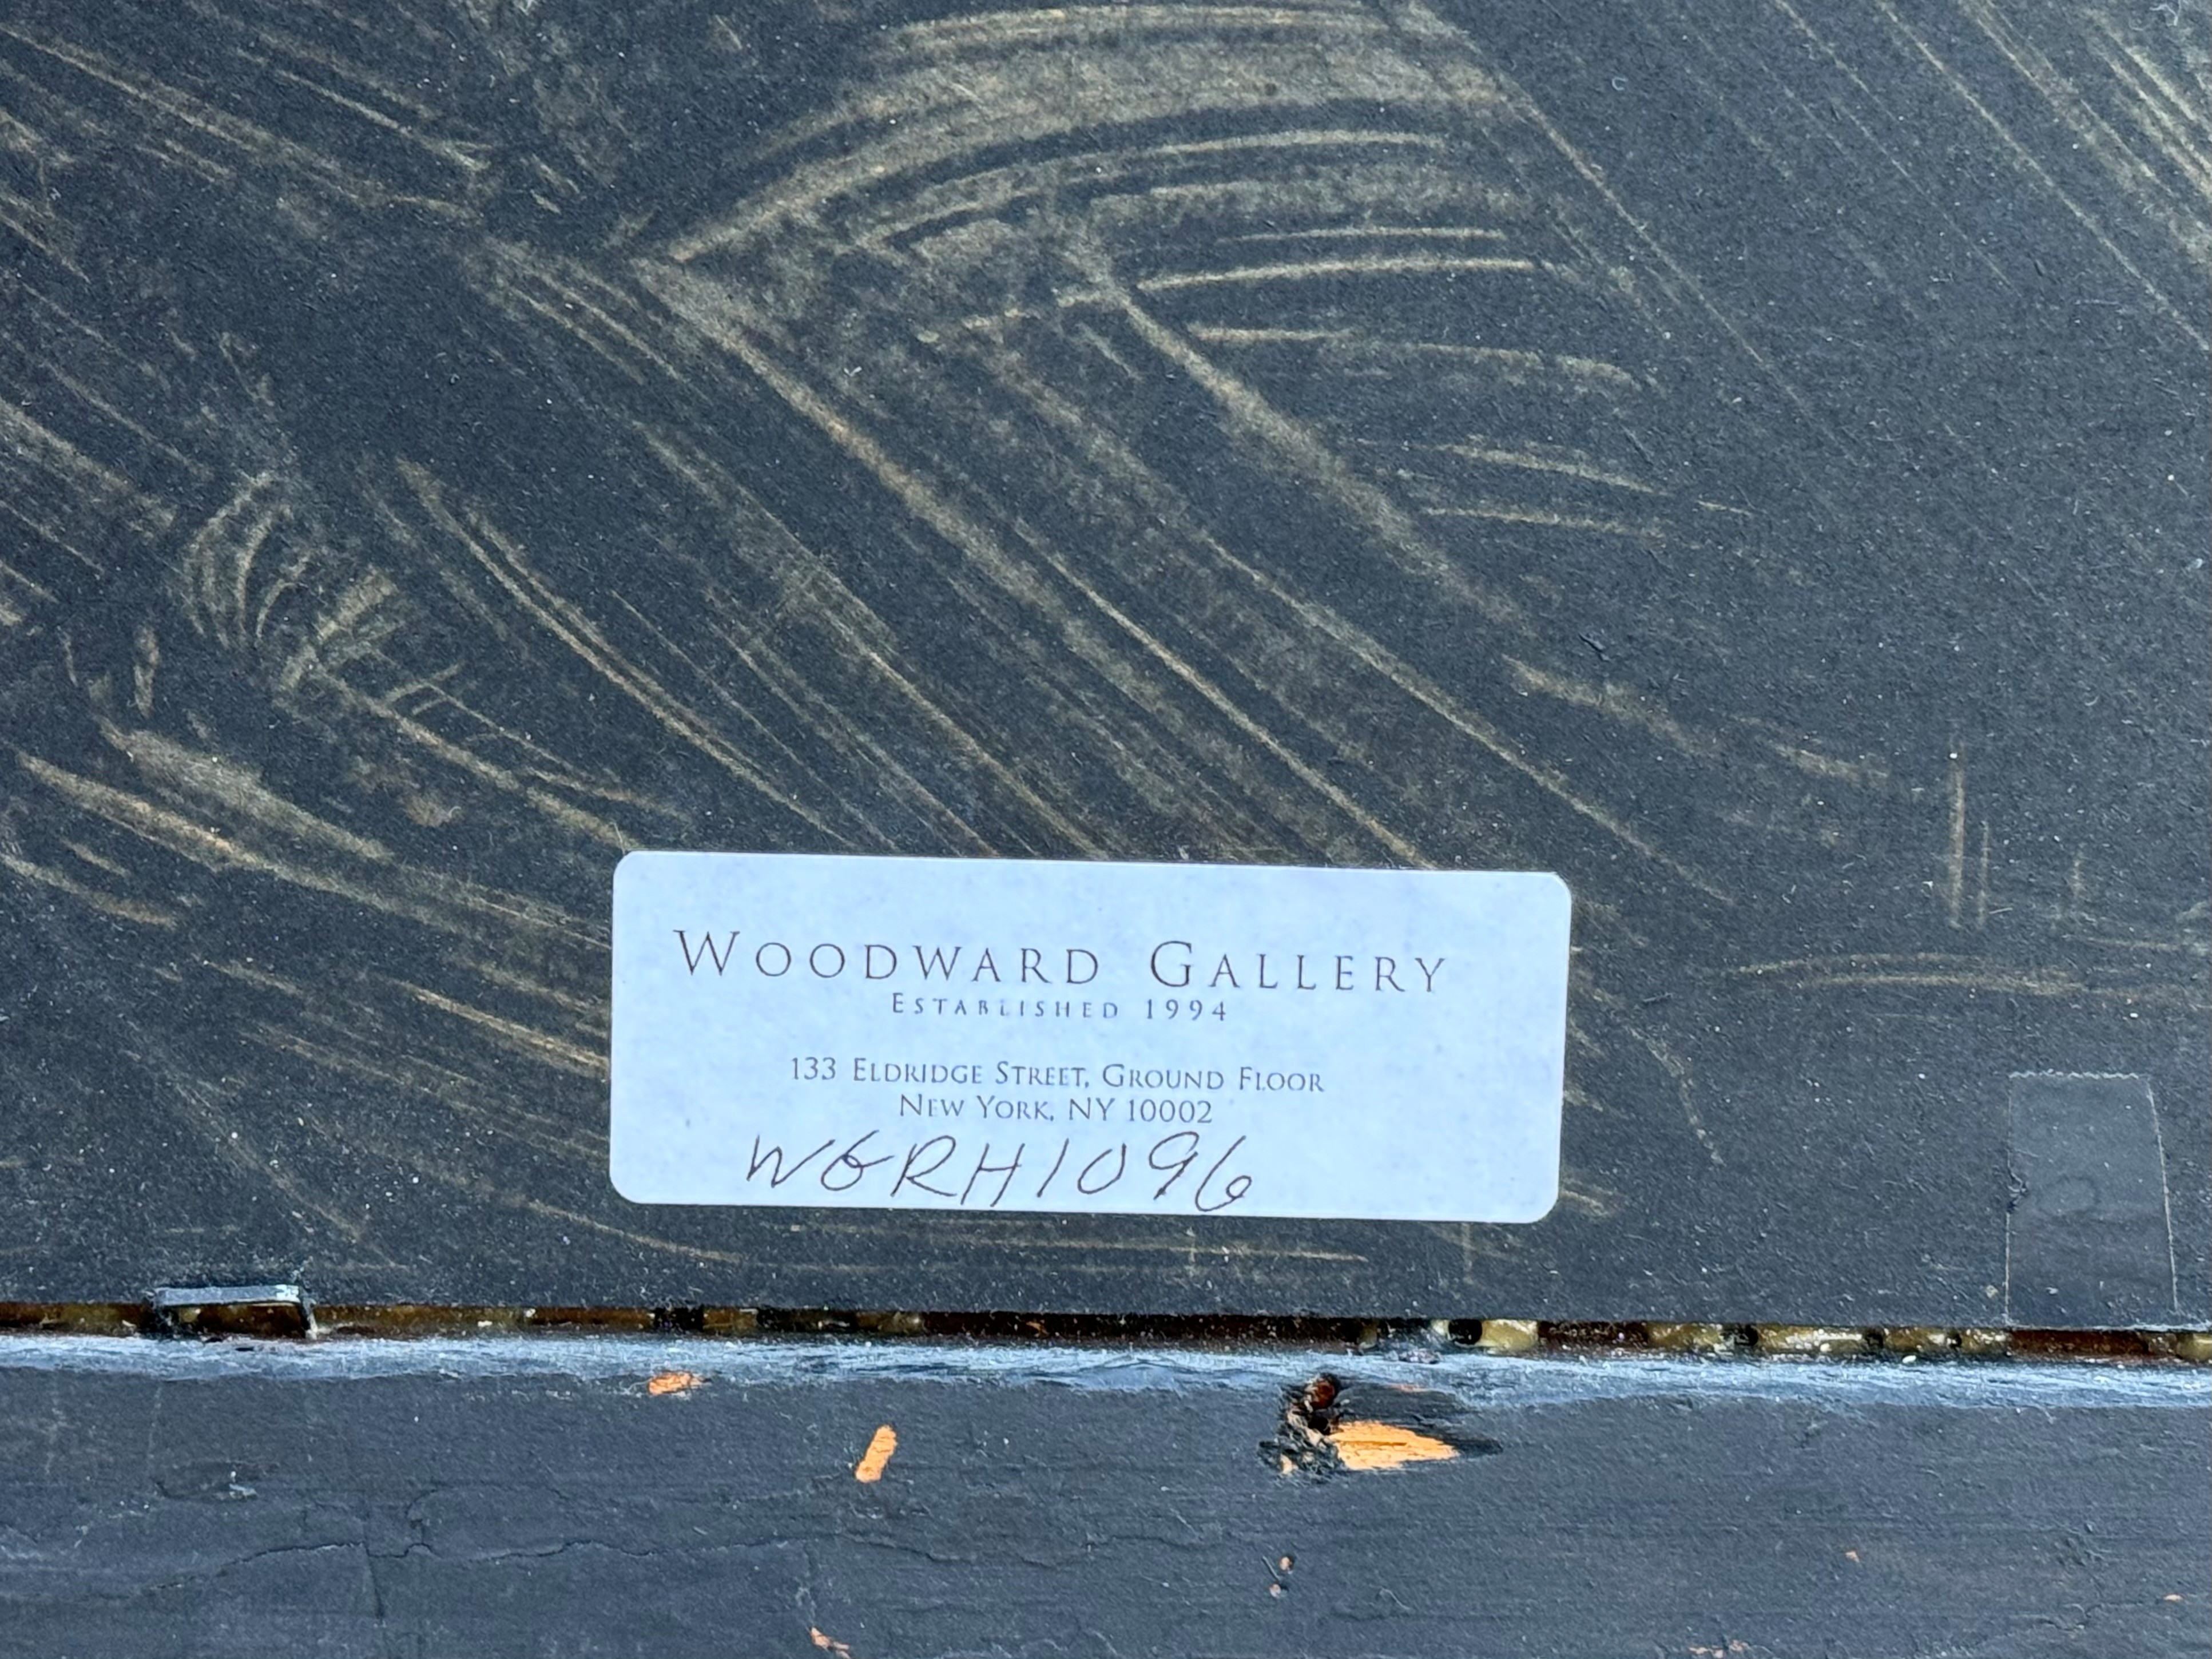 WOODWARD GALLERY
ESTABLISHED 1994
133 ELDRIDGE STREET, GROUND FLOOR
NEW YORK, NY 10002
WGRH1096